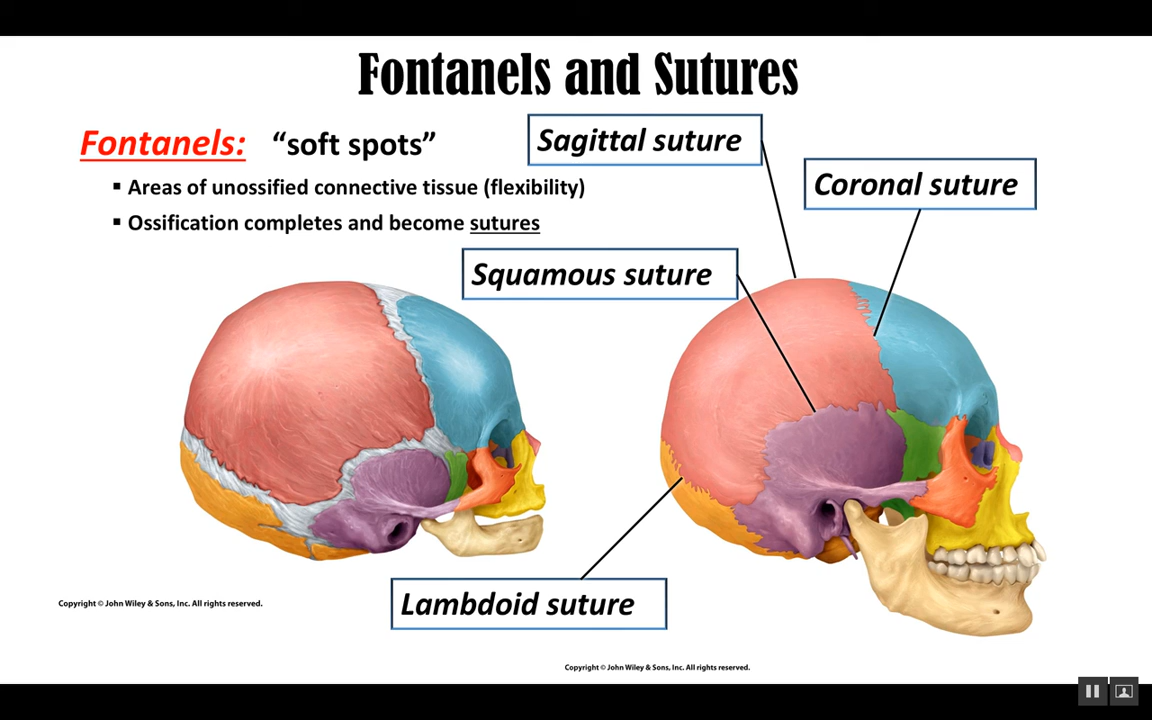 Fontanels and Sutures
Fontanels: “soft spots”
▪ Areas of unossified connective tissue (flexibility)
▪ Ossification completes and become sutures
Sagittal suture
Coronal suture
Squamous suture
Lambdoid suture
Copyright © John Wiley & Sons, Inc. All rights reserved.
Copyright © John Wiley & Sons, Inc. All rights reserved.